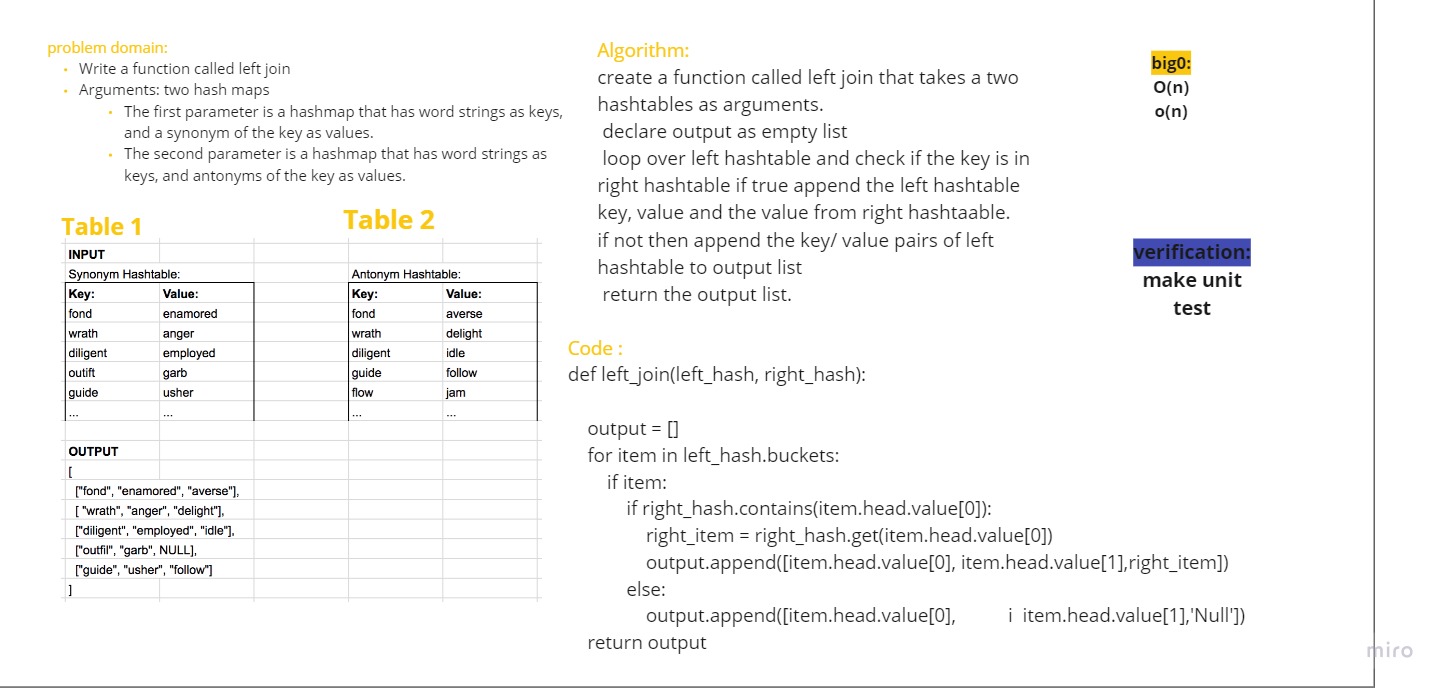 problem domain:
• Write a function called left join
• Arguments: two hash maps
• The first parameter is a hashmap that has word strings as keys,
and a synonym of the key as values.
• The second parameter is a hashmap that has word strings as
keys, and antonyms of the key as values.
Table 1
Table 2
INPUT
Synonym Hashtable:
Antonym Hashtable:
Key: Value: Key: Value:
fond enamored fond averse
wrath anger wrath delight
diligent employed diligent idle
outift garb guide follow
guide usher flow jam
... ... ... ...
OUTPUT
[
["fond", "enamored", "averse"],
[ "wrath", "anger", "delight"],
["diligent", "employed", "idle"],
["outfil", "garb", NULL],
["guide", "usher", "follow"]
]
Algorithm:
create a function called left join that takes a two
hashtables as arguments.
declare output as empty list
loop over left hashtable and check if the key is in
right hashtable if true append the left hashtable
key, value and the value from right hashtaable.
if not then append the key/ value pairs of left
hashtable to output list
return the output list.
Code :
def left_join(left_hash, right_hash):
output = []
for item in left_hash.buckets:
if item:
if right_hash.contains(item.head.value[0]):
right_item = right_hash.get(item.head.value[0])
output.append([item.head.value[0], item.head.value[1],right_item])
else:
output.append([item.head.value[0], i item.head.value[1],'Null'])
return output
big0:
O(n)
o(n)
verification:
make unit
test
miro